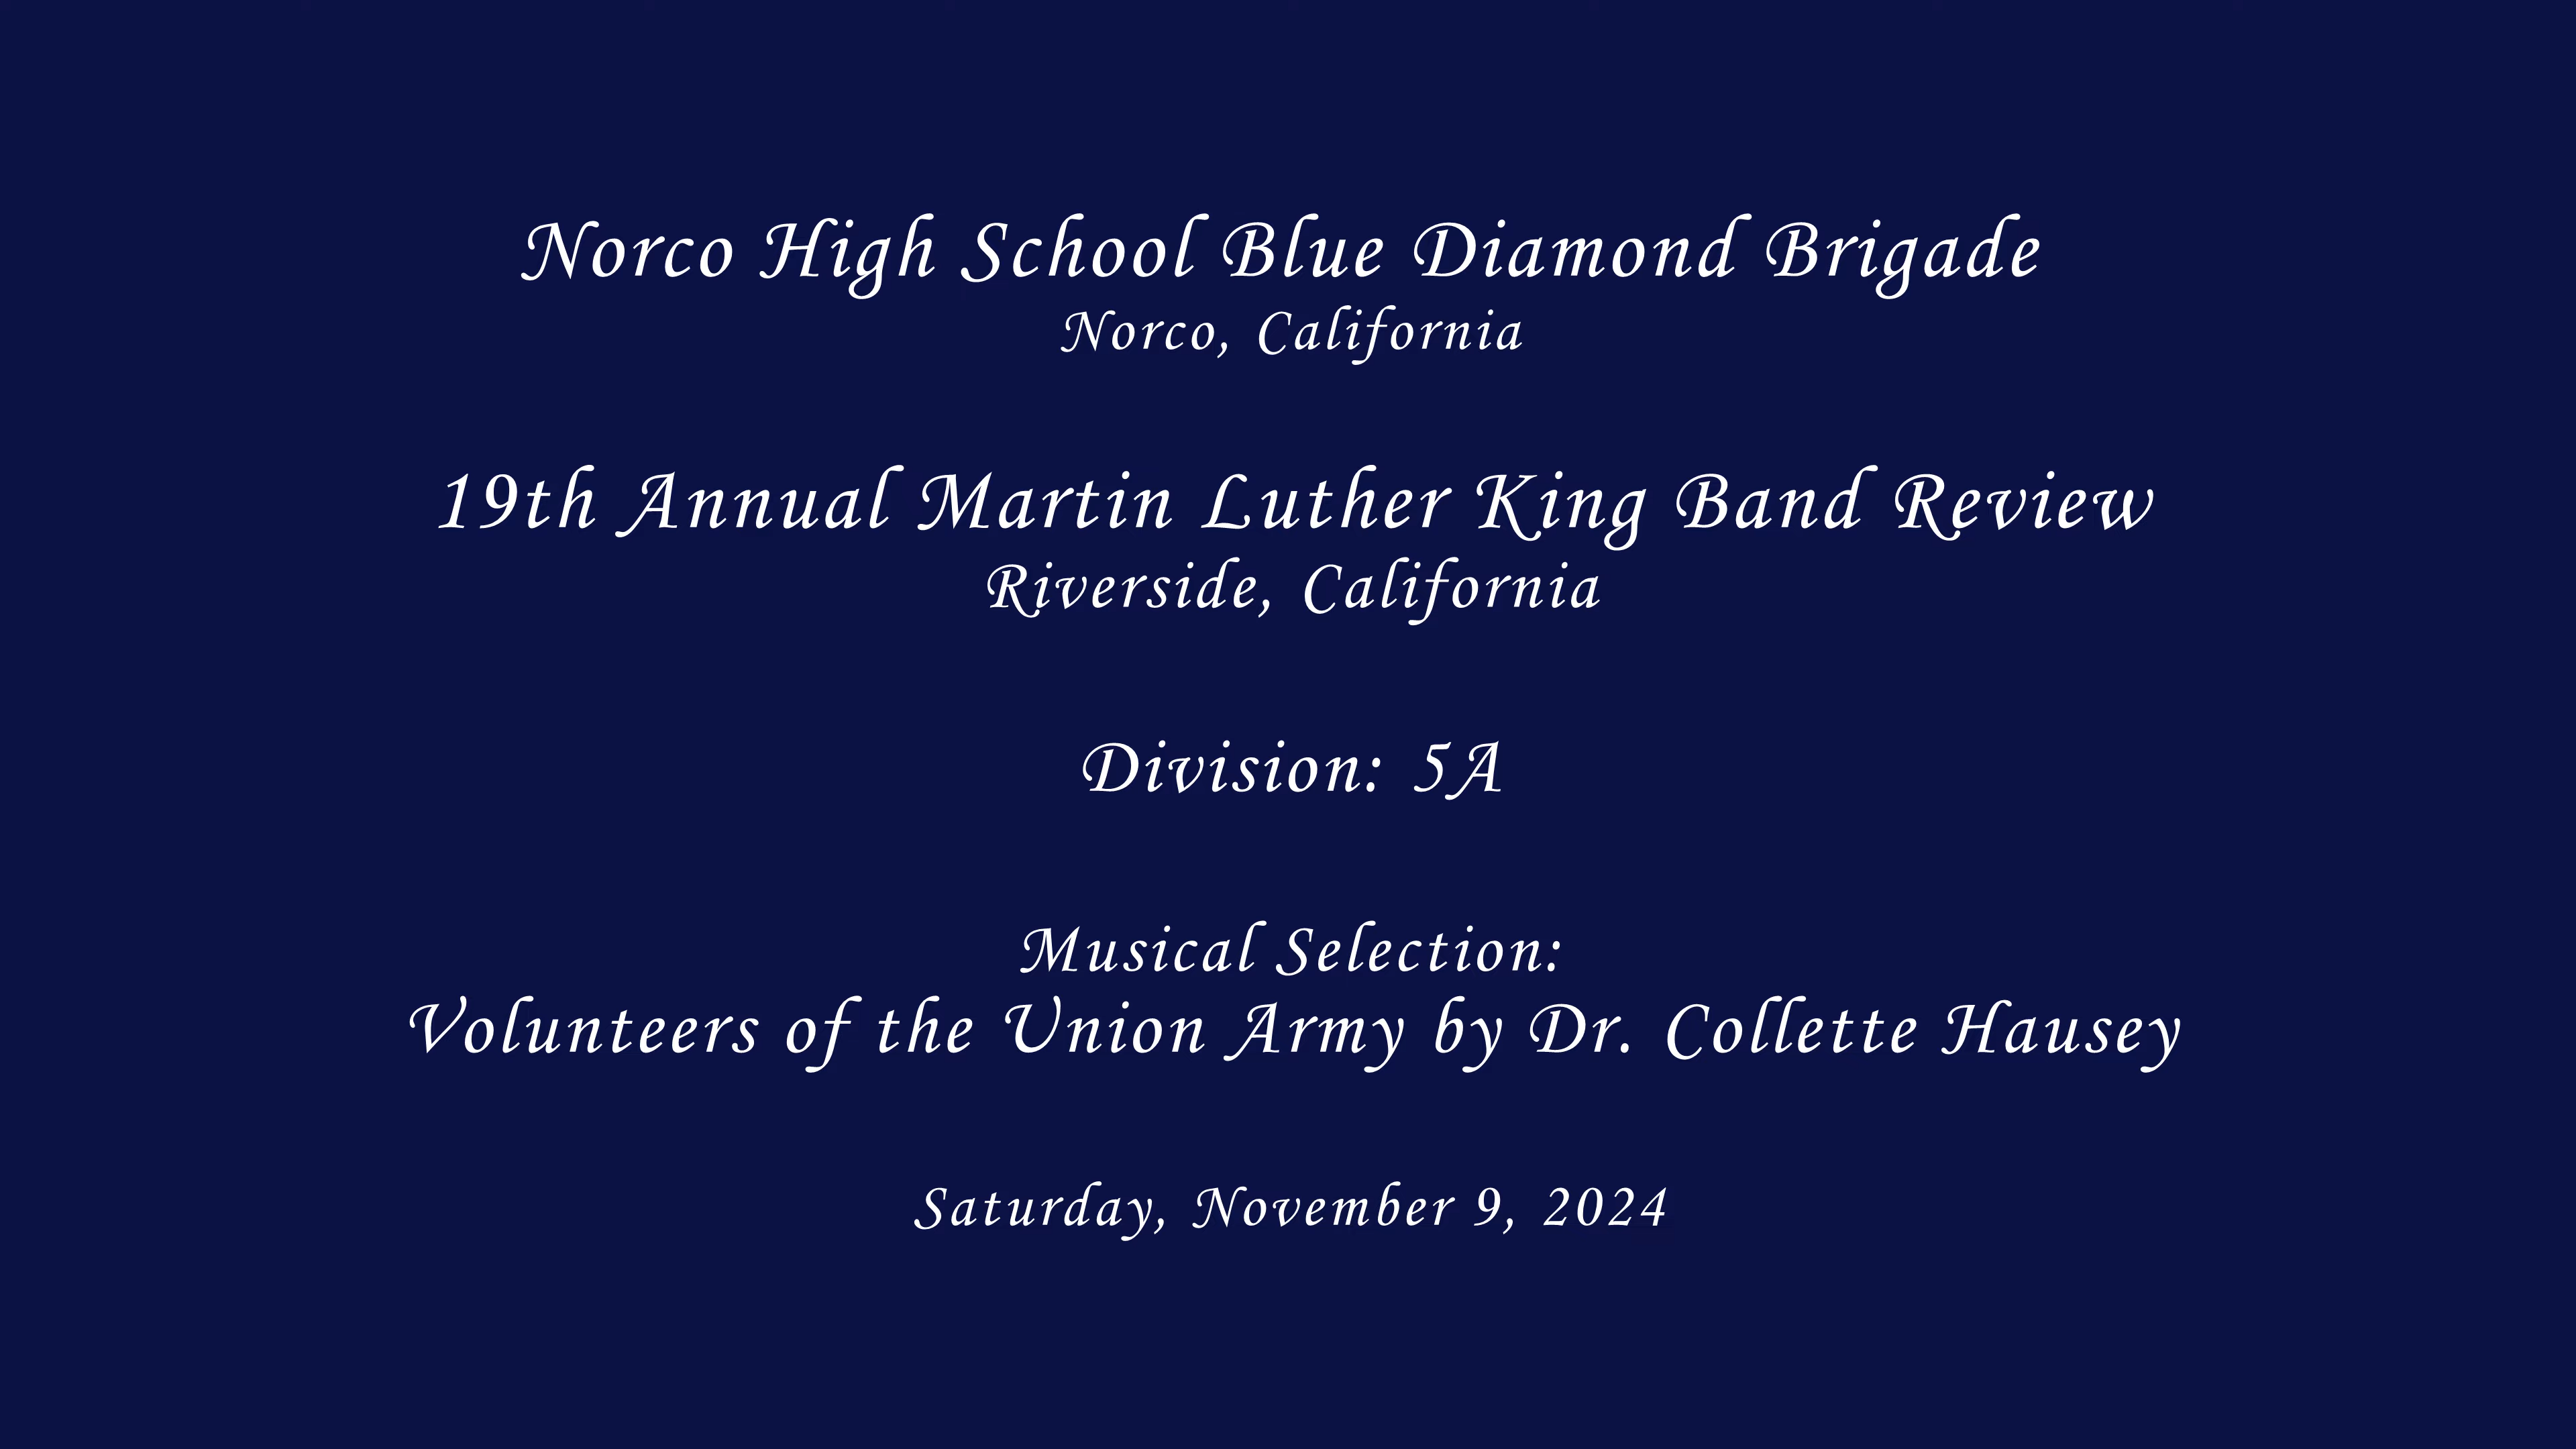 Norco High School Blue Diamond Brigade
Norco, California
19th Annual Martin Luther King Band Review
Riverside, California
Division: 5A
Musical Selection:
Volunteers of the Union Army by Dr. Collette Hausey
Saturday, November 9, 2024